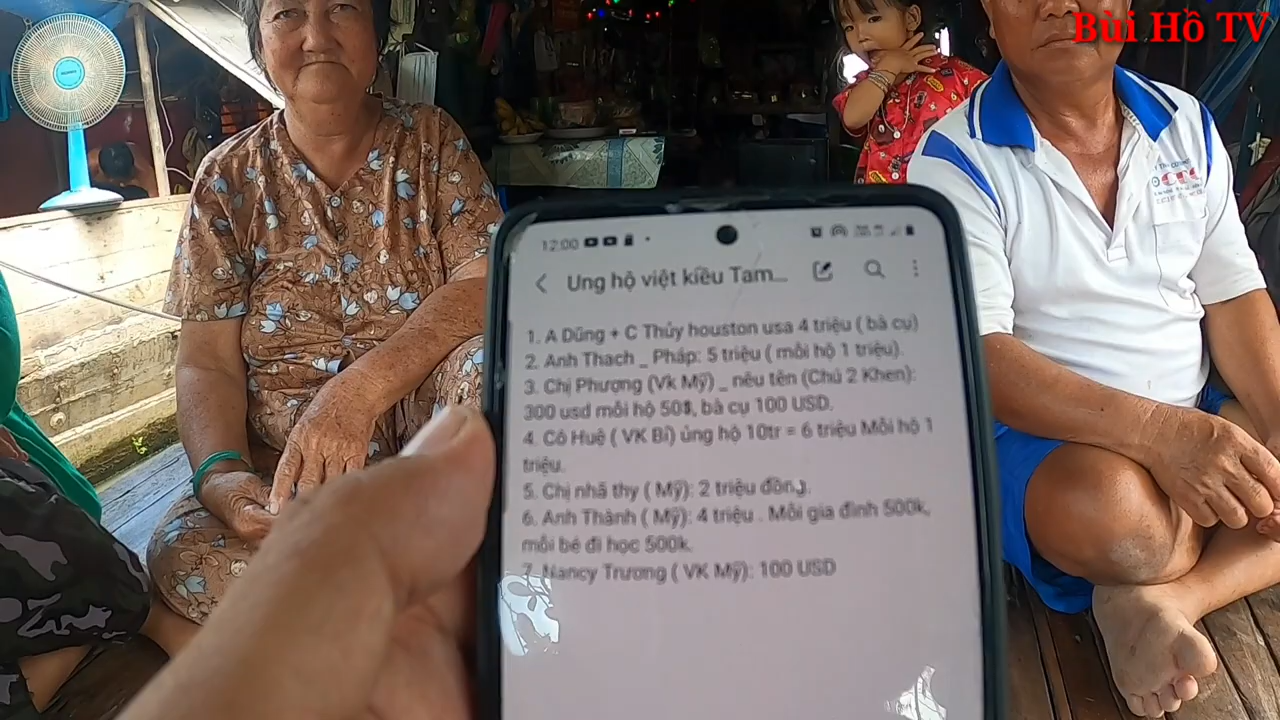 Bùi Hồ TV
12:00
Ung hộ việt kiều Tam...
1. A Dũng + C Thủy houston usa 4 triệu ( bà cụ)
2. Anh Thach _ Pháp: 5 triệu ( mỗi hộ 1 triệu).
3. Chị Phượng (Vk Mỹ) _ nêu tên (Chú 2 Khen):
300 usd mỗi hộ 50$, bà cụ 100 USD.
4. Cô Huệ ( VK Bỉ) ủng hộ 10tr = 6 triệu Mỗi hộ 1
triệu.
5. Chị nhã thy ( Mỹ): 2 triệu đồng.
6. Anh Thành ( Mỹ): 4 triệu . Mỗi gia đình 500k,
mỗi bé đi học 500k.
7. Nancy Trương ( VK Mỹ): 100 USD